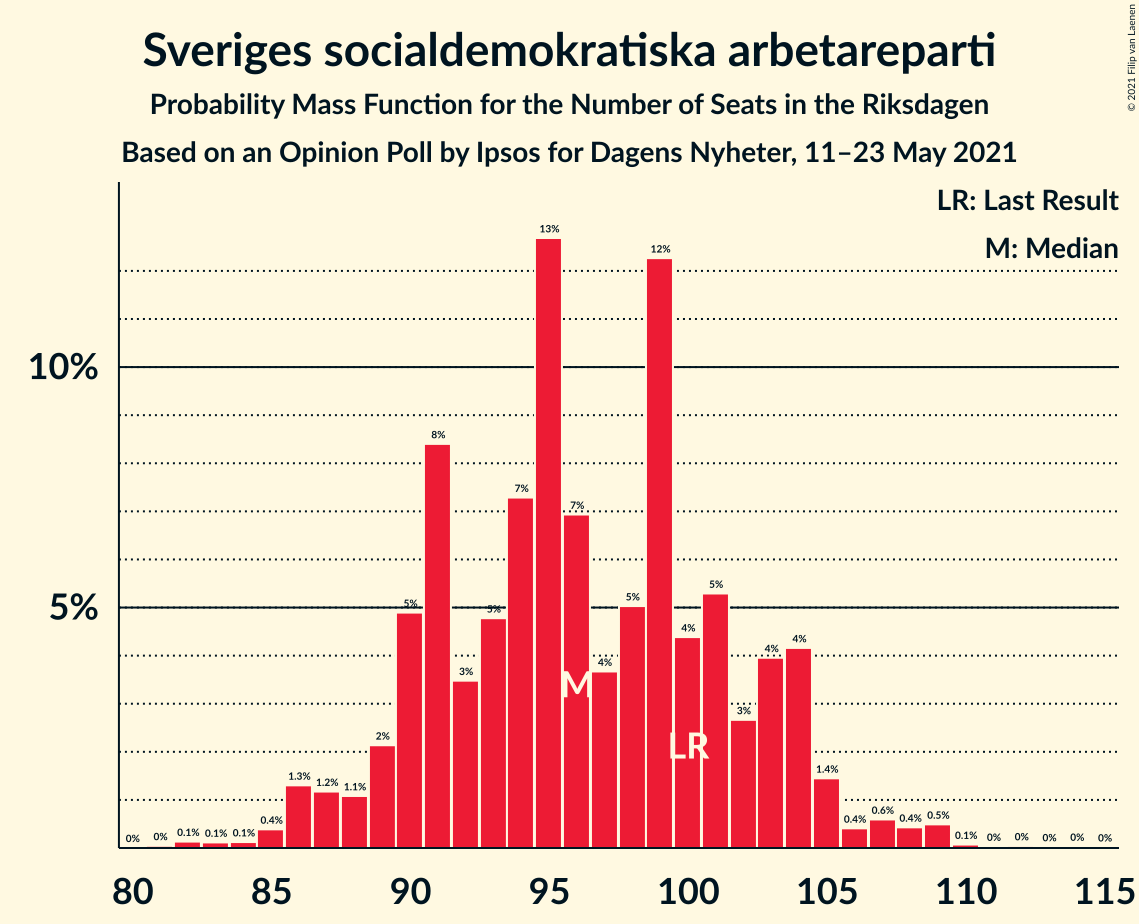 Sveriges socialdemokratiska arbetareparti
Probability Mass Function for the Number of Seats in the Riksdagen
Based on an Opinion Poll by Ipsos for Dagens Nyheter, 11–23 May 2021
© 2021 Filip van Laenen
LR: Last Result
M: Median
10%
5%
0% 0% 0.1% 0.1% 0.1% 0.4% 1.3% 1.2% 1.1% 2% 5% 8% 3% 5% 7% 13% 7% 4% 5% 12% 4% 5% 3% 4% 4% 1.4% 0.4% 0.6% 0.4% 0.5% 0.1% 0% 0% 0% 0% 0%
M
LR
80 85 90 95 100 105 110 115